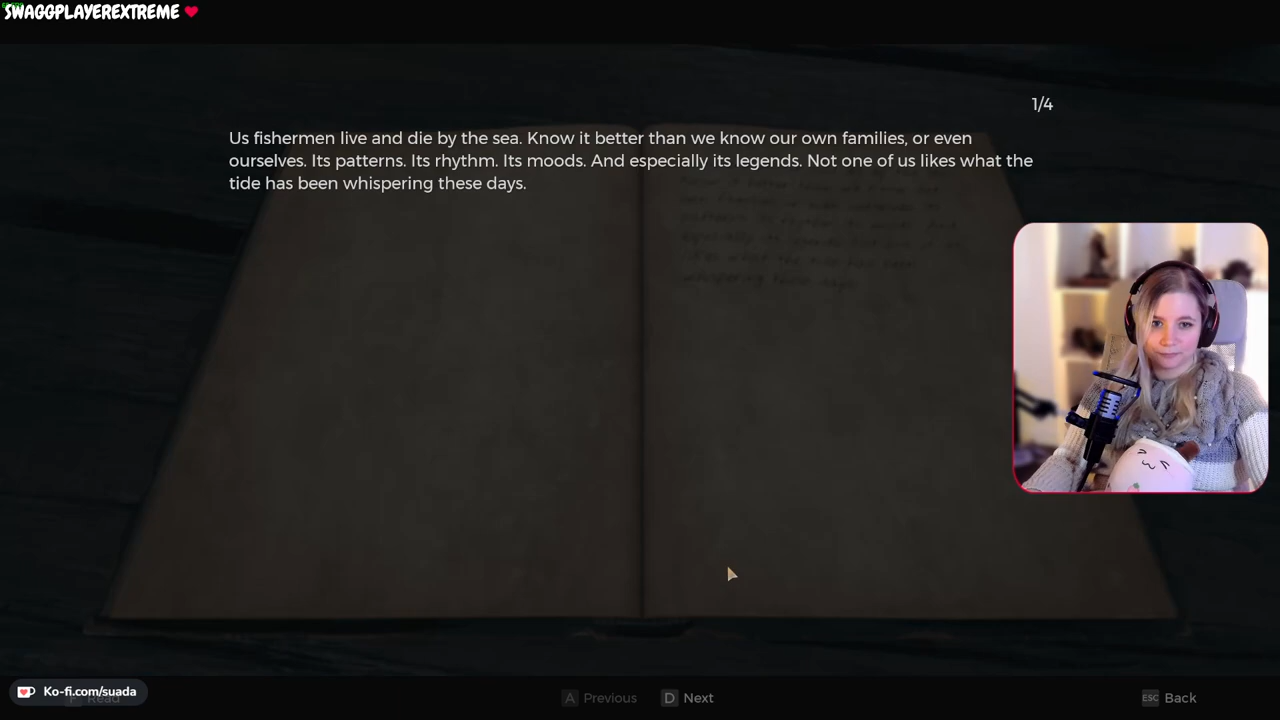 SWAGGPLAYEREXTREME
1/4
Us fishermen live and die by the sea. Know it better than we know our own families, or even
ourselves. Its patterns. Its rhythm. Its moods. And especially its legends. Not one of us likes what the
tide has been whispering these days.
Ko-fi.com/suada
Read
A Previous
D Next
ESC Back